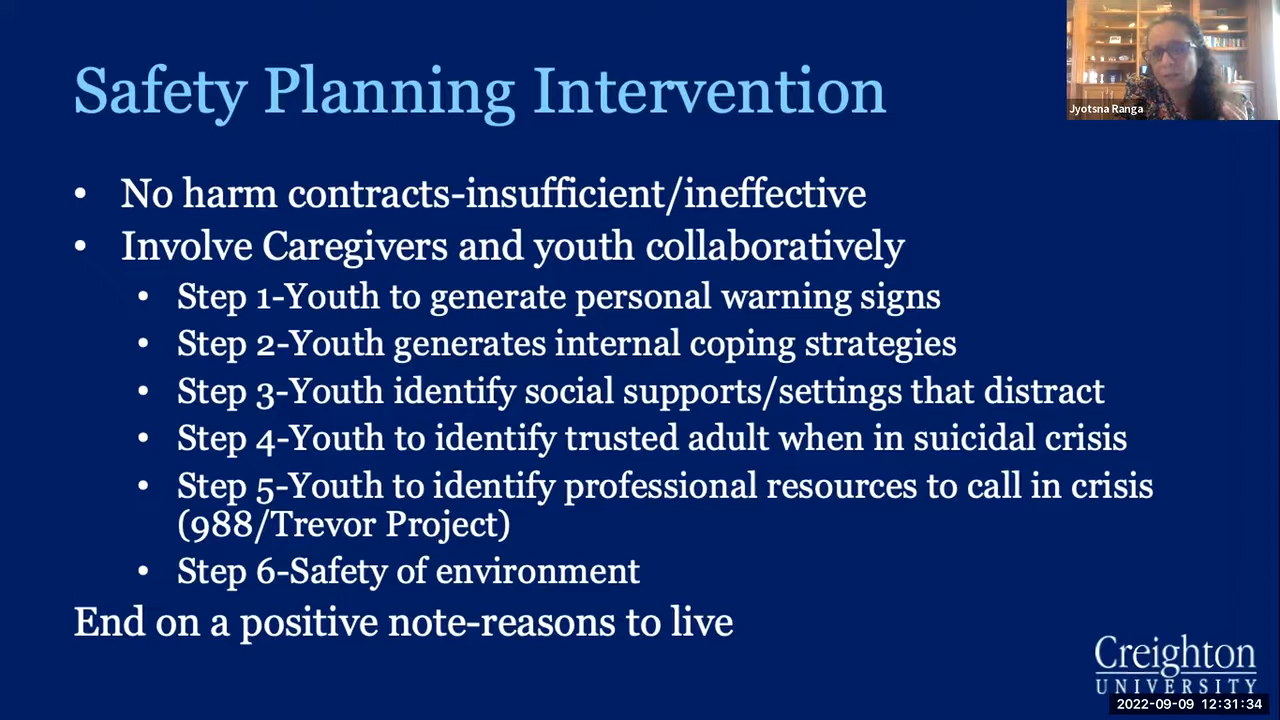 Safety Planning Intervention
Jyotsna Ranga
• No harm contracts-insufficient/ineffective
• Involve Caregivers and youth collaboratively
• Step 1-Youth to generate personal warning signs
• Step 2-Youth generates internal coping strategies
• Step 3-Youth identify social supports/settings that distract
• Step 4-Youth to identify trusted adult when in suicidal crisis
• Step 5-Youth to identify professional resources to call in crisis
(988/Trevor Project)
• Step 6-Safety of environment
End on a positive note-reasons to live
Creighton
UNIVERSITY
2022-09-09 12:31:34